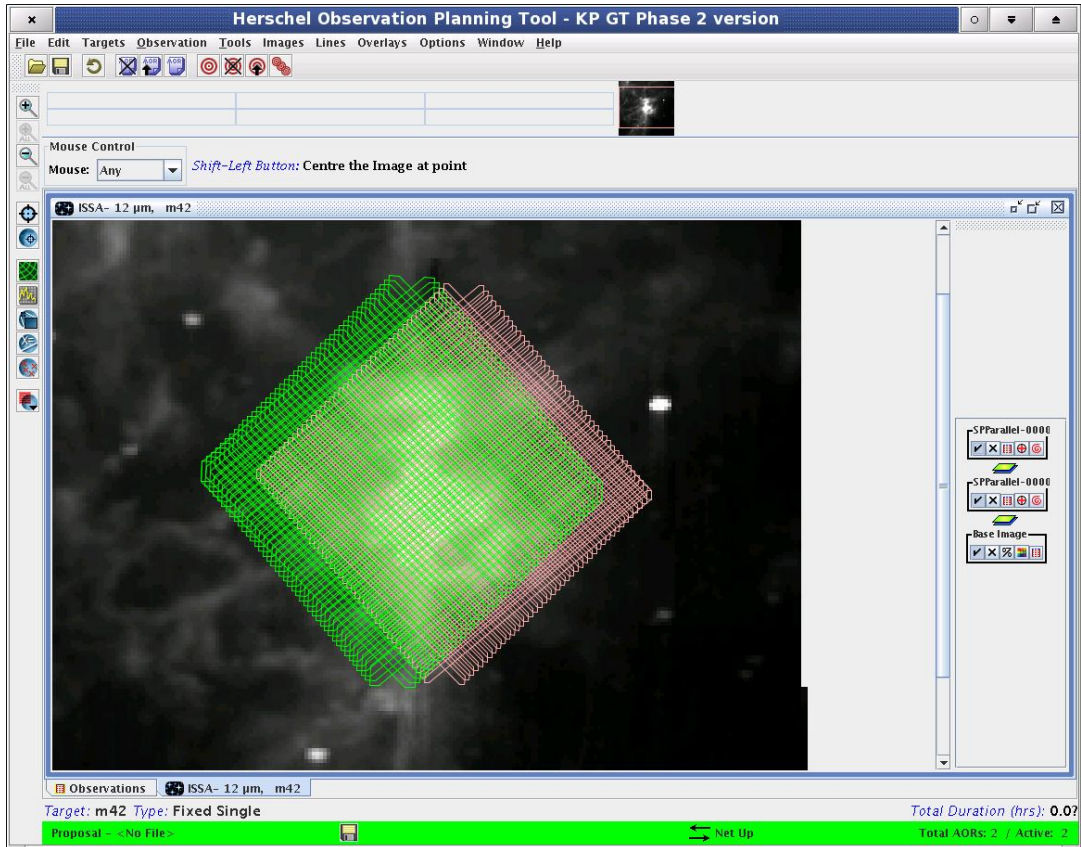 Herschel Observation Planning Tool - KP GT Phase 2 version
File Edit Targets Observation Tools Images Lines Overlays Options Window Help
Mouse Control
Mouse: Any Shift-Left Button: Centre the Image at point
ISSA- 12 µm, m42
SPParallel-0000
SPParallel-0000
Base Image
Observations ISSA- 12 µm, m42
Target: m42 Type: Fixed Single Total Duration (hrs): 0.0?
Proposal - <No File> Net Up Total AORs: 2 / Active: 2